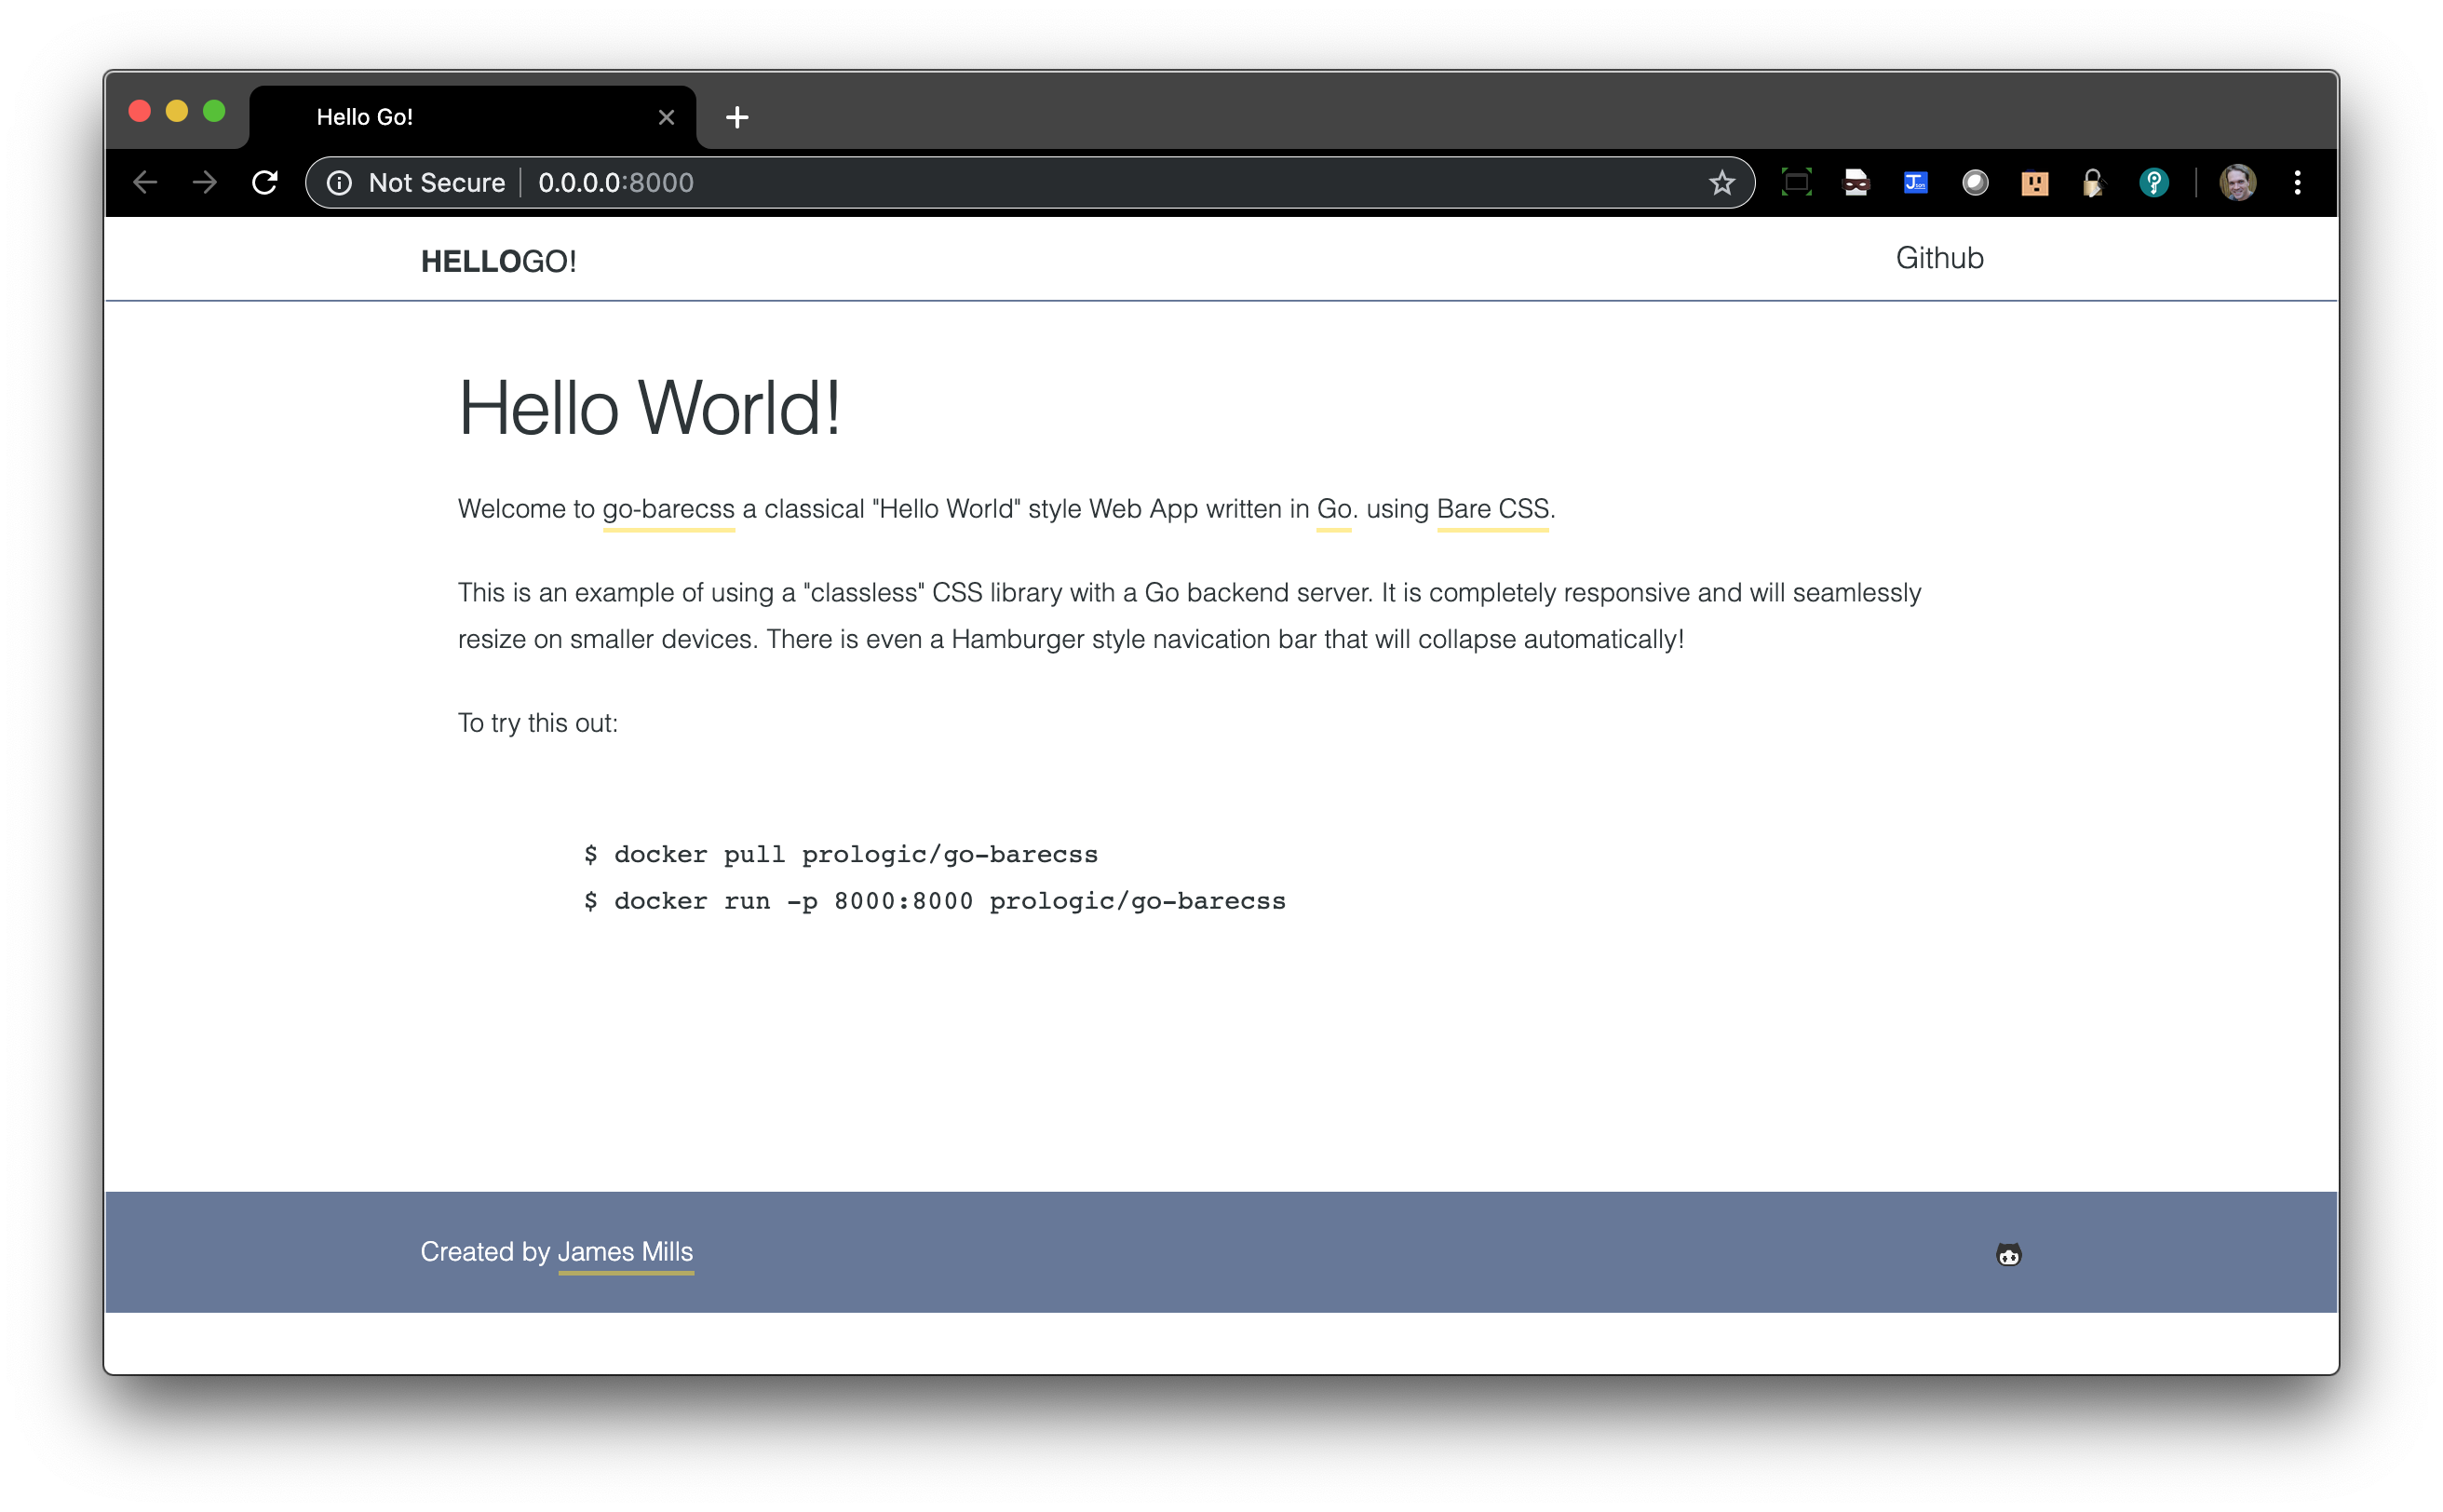 Hello Go!
Not Secure 0.0.0.0:8000
HELLOGO!
Github
Hello World!
Welcome to go-barecss a classical "Hello World" style Web App written in Go. using Bare CSS.
This is an example of using a "classless" CSS library with a Go backend server. It is completely responsive and will seamlessly
resize on smaller devices. There is even a Hamburger style navication bar that will collapse automatically!
To try this out:
$ docker pull prologic/go-barecss
$ docker run -p 8000:8000 prologic/go-barecss
Created by James Mills